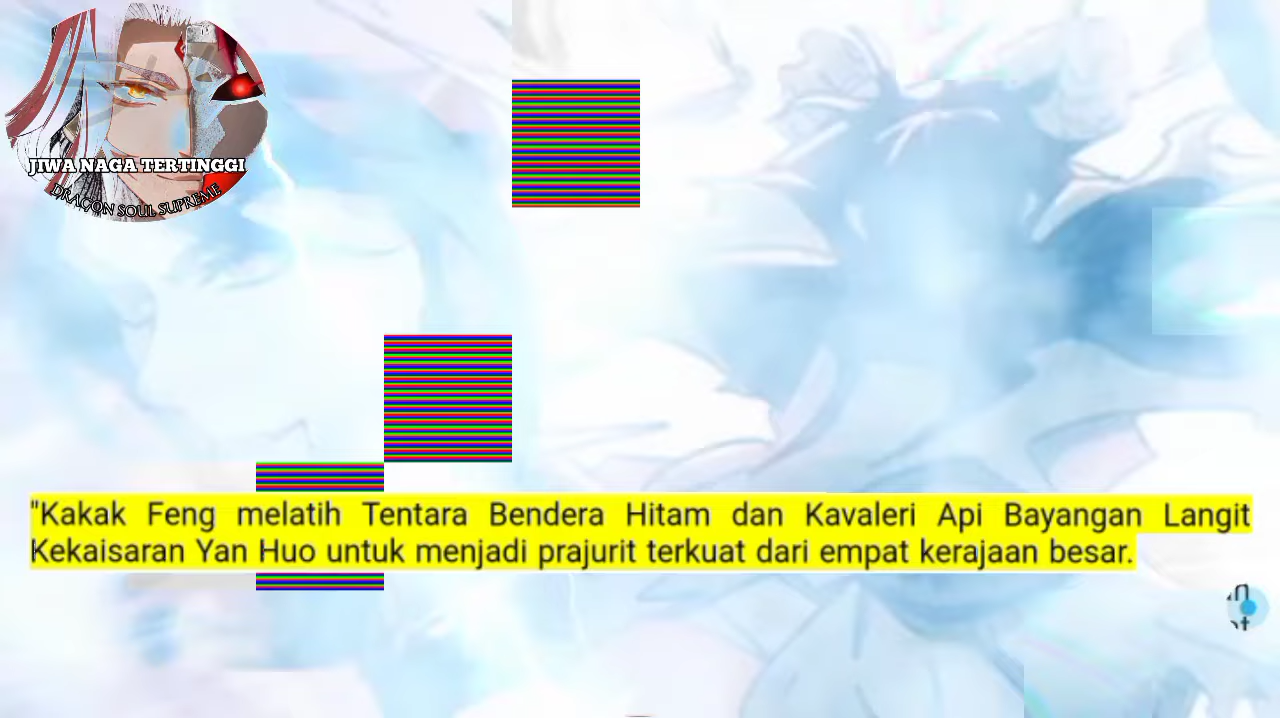 JIWA NAGA TERTINGGI
DRAGON SOUL SUPREME
"Kakak Feng melatih Tentara Bendera Hitam dan Kavaleri Api Bayangan Langit
Kekaisaran Yan Huo untuk menjadi prajurit terkuat dari empat kerajaan besar.